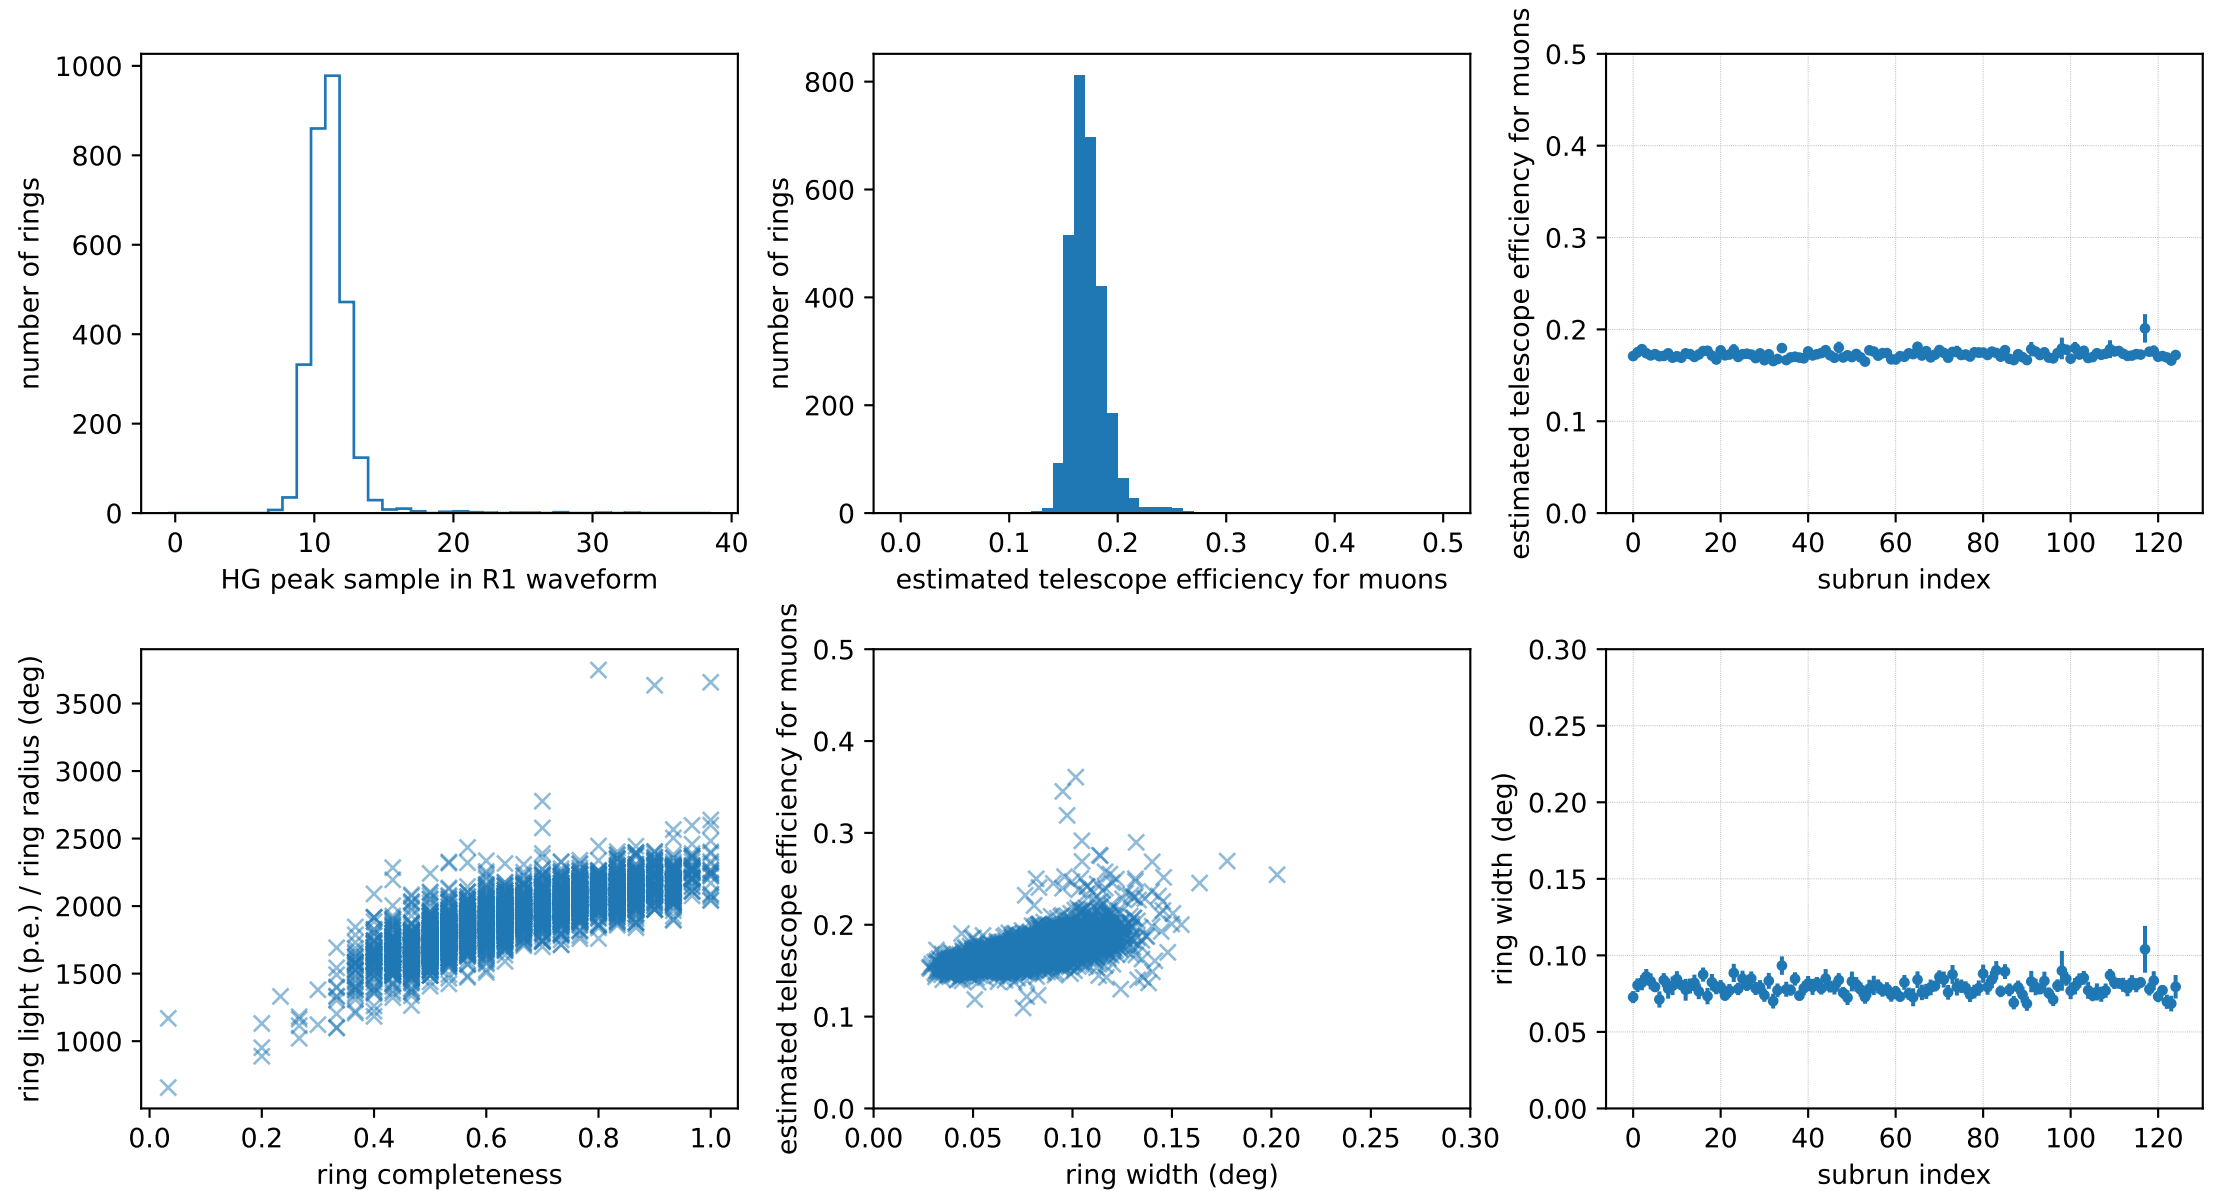 number of rings
1000
800
600
400
200
0
0 10 20 30 40
HG peak sample in R1 waveform
number of rings
800
600
400
200
0
0.0 0.1 0.2 0.3 0.4 0.5
estimated telescope efficiency for muons
estimated telescope efficiency for muons
0.5
0.4
0.3
0.2
0.1
0.0
0 20 40 60 80 100 120
subrun index
ring light (p.e.) / ring radius (deg)
3500
3000
2500
2000
1500
1000
0.0 0.2 0.4 0.6 0.8 1.0
ring completeness
estimated telescope efficiency for muons
0.5
0.4
0.3
0.2
0.1
0.0
0.00 0.05 0.10 0.15 0.20 0.25 0.30
ring width (deg)
ring width (deg)
0.30
0.25
0.20
0.15
0.10
0.05
0.00
0 20 40 60 80 100 120
subrun index